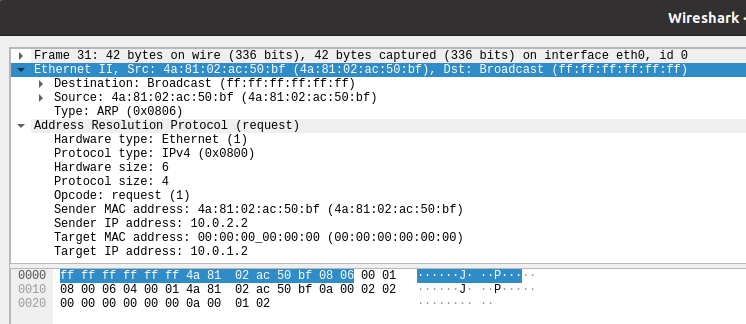 Wireshark ·
Frame 31: 42 bytes on wire (336 bits), 42 bytes captured (336 bits) on interface eth0, id 0
Ethernet II, Src: 4a:81:02:ac:50:bf (4a:81:02:ac:50:bf), Dst: Broadcast (ff:ff:ff:ff:ff:ff)
Destination: Broadcast (ff:ff:ff:ff:ff:ff)
Source: 4a:81:02:ac:50:bf (4a:81:02:ac:50:bf)
Type: ARP (0x0806)
Address Resolution Protocol (request)
Hardware type: Ethernet (1)
Protocol type: IPv4 (0x0800)
Hardware size: 6
Protocol size: 4
Opcode: request (1)
Sender MAC address: 4a:81:02:ac:50:bf (4a:81:02:ac:50:bf)
Sender IP address: 10.0.2.2
Target MAC address: 00:00:00_00:00:00 (00:00:00:00:00:00)
Target IP address: 10.0.1.2
0000 ff ff ff ff ff ff 4a 81 02 ac 50 bf 08 06 00 01 ······J· ··P·····
0010 08 00 06 04 00 01 4a 81 02 ac 50 bf 0a 00 02 02 ······J· ··P·····
0020 00 00 00 00 00 00 0a 00 01 02 ········ ··